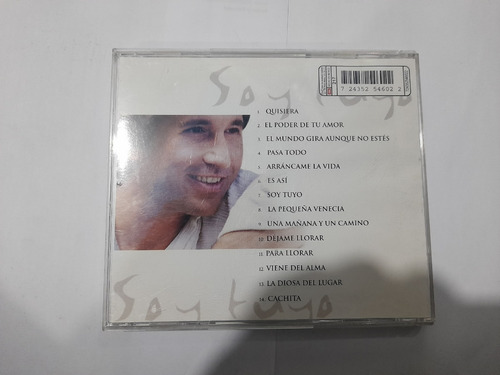 Soy tuyo
7 24352 54602 2
1. QUISIERA
2. EL PODER DE TU AMOR
3. EL MUNDO GIRA AUNQUE NO ESTÉS
4. PASA TODO
5. ARRÁNCAME LA VIDA
ES ASÍ
7. SOY TUYO
8. LA PEQUEÑA VENECIA
9. UNA MAÑANA Y UN CAMINO
10. DEJAME LLORAR
11. PARA LLORAR
12. VIENE DEL ALMA
13. LA DIOSA DEL LUGAR
14. CACHITA
Soy tuyo